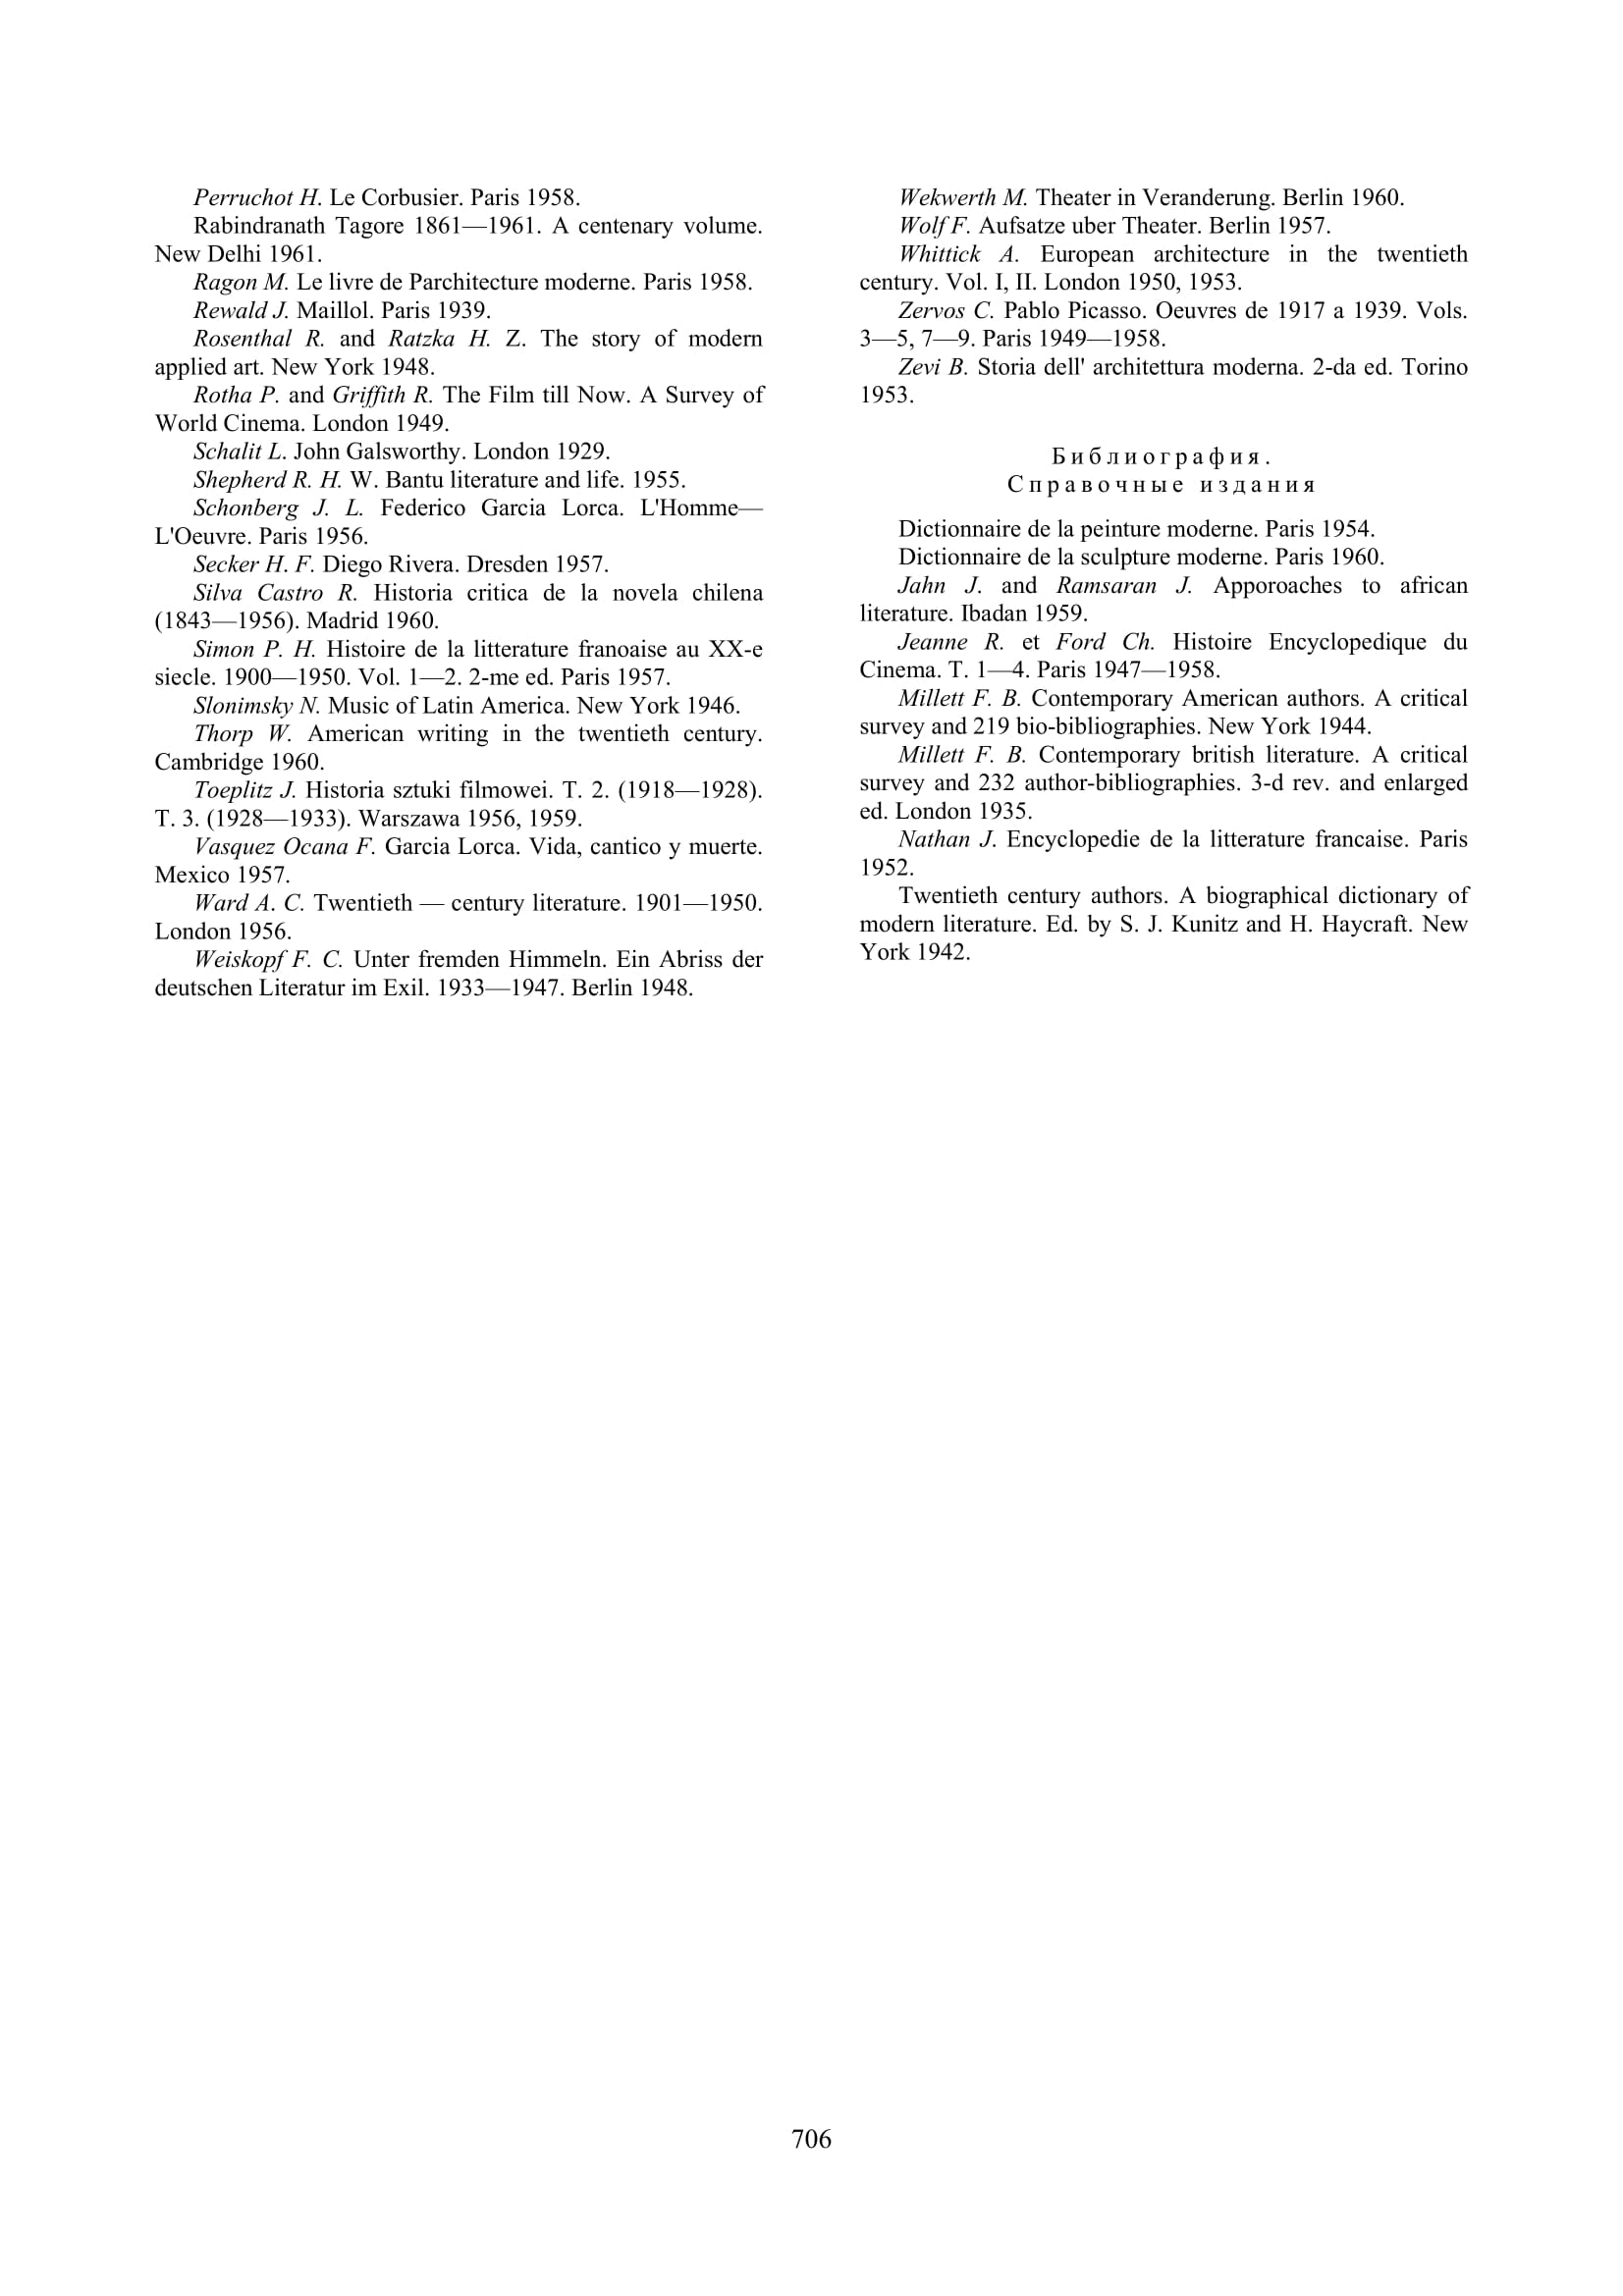 Perruchot H. Le Corbusier. Paris 1958.
Rabindranath Tagore 1861—1961. A centenary volume.
New Delhi 1961.
Ragon M. Le livre de Parchitecture moderne. Paris 1958.
Rewald J. Maillol. Paris 1939.
Rosenthal R. and Ratzka H. Z. The story of modern
applied art. New York 1948.
Rotha P. and Griffith R. The Film till Now. A Survey of
World Cinema. London 1949.
Schalit L. John Galsworthy. London 1929.
Shepherd R. H. W. Bantu literature and life. 1955.
Schonberg J. L. Federico Garcia Lorca. L'Homme—
L'Oeuvre. Paris 1956.
Secker H. F. Diego Rivera. Dresden 1957.
Silva Castro R. Historia critica de la novela chilena
(1843—1956). Madrid 1960.
Simon P. H. Histoire de la litterature franoaise au XX-e
siecle. 1900—1950. Vol. 1—2. 2-me ed. Paris 1957.
Slonimsky N. Music of Latin America. New York 1946.
Thorp W. American writing in the twentieth century.
Cambridge 1960.
Toeplitz J. Historia sztuki filmowei. T. 2. (1918—1928).
T. 3. (1928—1933). Warszawa 1956, 1959.
Vasquez Ocana F. Garcia Lorca. Vida, cantico y muerte.
Mexico 1957.
Ward A. C. Twentieth — century literature. 1901—1950.
London 1956.
Weiskopf F. C. Unter fremden Himmeln. Ein Abriss der
deutschen Literatur im Exil. 1933—1947. Berlin 1948.
Wekwerth M. Theater in Veranderung. Berlin 1960.
Wolf F. Aufsatze uber Theater. Berlin 1957.
Whittick A. European architecture in the twentieth
century. Vol. I, II. London 1950, 1953.
Zervos C. Pablo Picasso. Oeuvres de 1917 a 1939. Vols.
3—5, 7—9. Paris 1949—1958.
Zevi B. Storia dell' architettura moderna. 2-da ed. Torino
1953.
Библиография.
Справочные издания
Dictionnaire de la peinture moderne. Paris 1954.
Dictionnaire de la sculpture moderne. Paris 1960.
Jahn J. and Ramsaran J. Apporoaches to african
literature. Ibadan 1959.
Jeanne R. et Ford Ch. Histoire Encyclopedique du
Cinema. T. 1—4. Paris 1947—1958.
Millett F. B. Contemporary American authors. A critical
survey and 219 bio-bibliographies. New York 1944.
Millett F. B. Contemporary british literature. A critical
survey and 232 author-bibliographies. 3-d rev. and enlarged
ed. London 1935.
Nathan J. Encyclopedie de la litterature francaise. Paris
1952.
Twentieth century authors. A biographical dictionary of
modern literature. Ed. by S. J. Kunitz and H. Haycraft. New
York 1942.
706